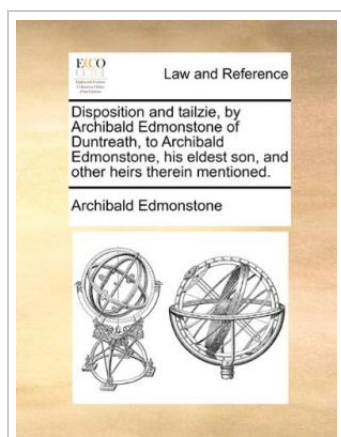 ECCO
Law and Reference
Disposition and tailzie, by
Archibald Edmonstone of
Duntreath, to Archibald
Edmonstone, his eldest son, and
other heirs therein mentioned.
Archibald Edmonstone